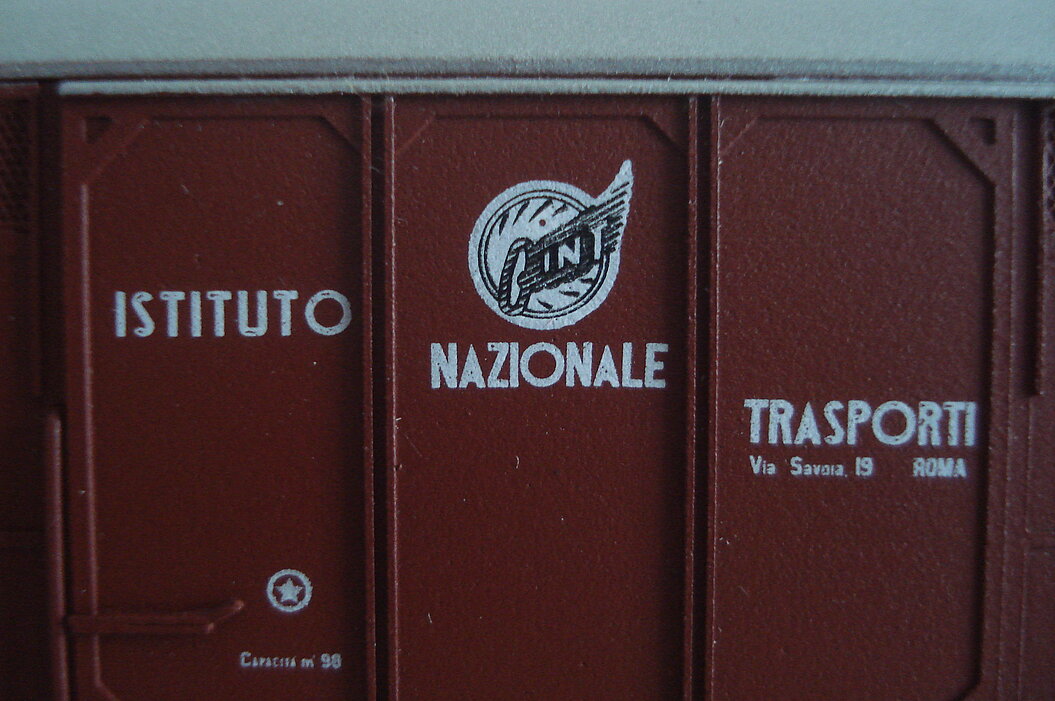 ISTITUTO
INT
NAZIONALE
TRASPORTI
Via Savoia, 19 ROMA
Capacità m³ 98